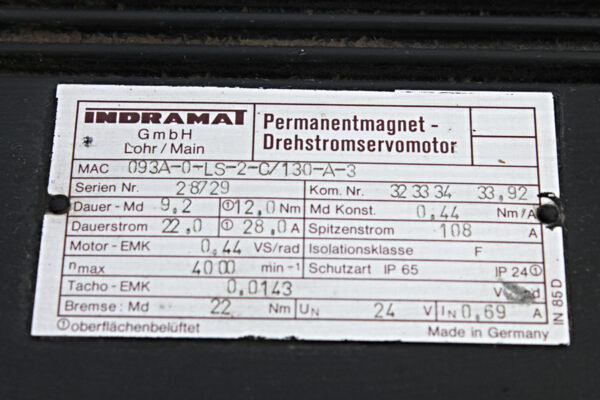 INDRAMAT
GmbH
Lohr/Main
Permanentmagnet -
Drehstromservomotor
MAC 093A-0-LS-2-C/130-A-3
Serien Nr. 28729 Kom. Nr. 323334 33,92
Dauer - Md 9,2 ①12,0 Nm Md Konst. 0,44 Nm/A
Dauerstrom 22,0 ① 28,0 A Spitzenstrom 108 A
Motor - EMK 0,44 VS/rad Isolationsklasse F
nmax 4000 min -1 Schutzart IP 65 IP 24①
Tacho - EMK 0,0143
Bremse: Md 22 Nm UN 24 V IN 0,69 A
①oberflächenbelüftet Made in Germany
IN 85 D